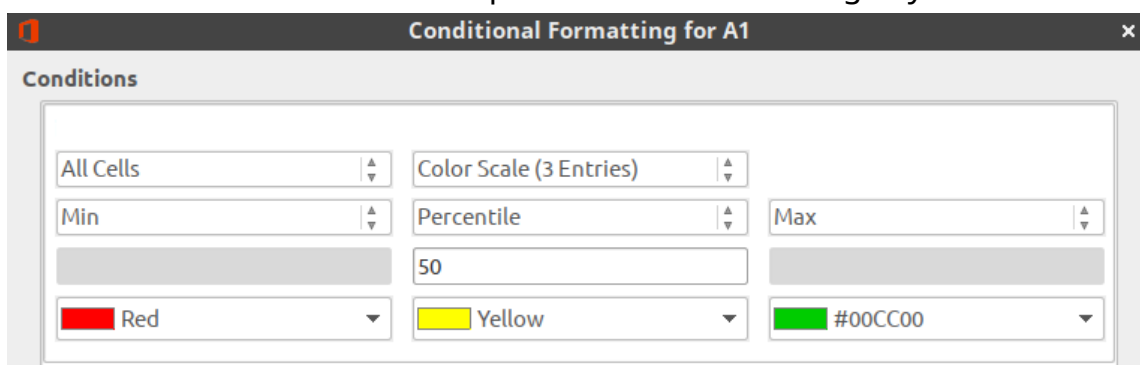 Conditional Formatting for A1
Conditions
All Cells Color Scale (3 Entries)
Min Percentile Max
50
Red Yellow #00CC00